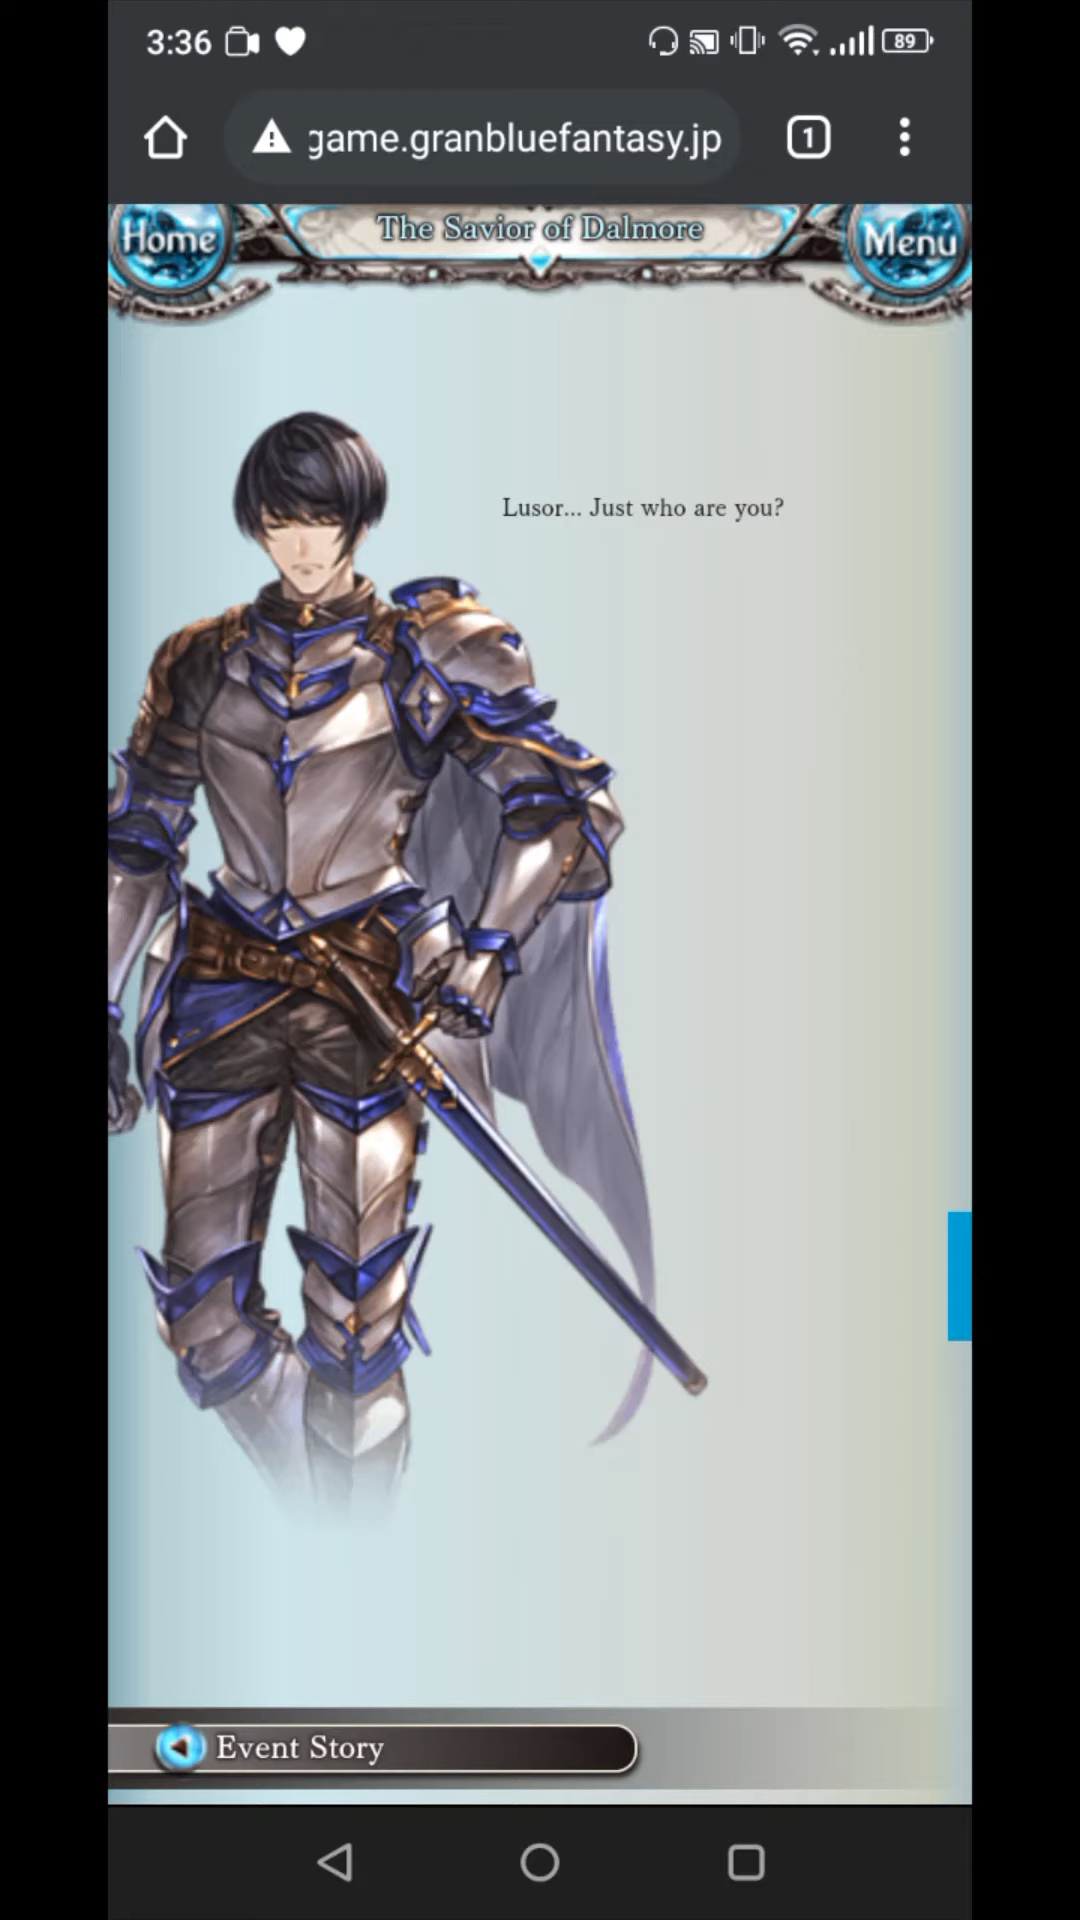 3:36
89
game.granbluefantasy.jp
1
Home
The Savior of Dalmore
Menu
Lusor... Just who are you?
Event Story